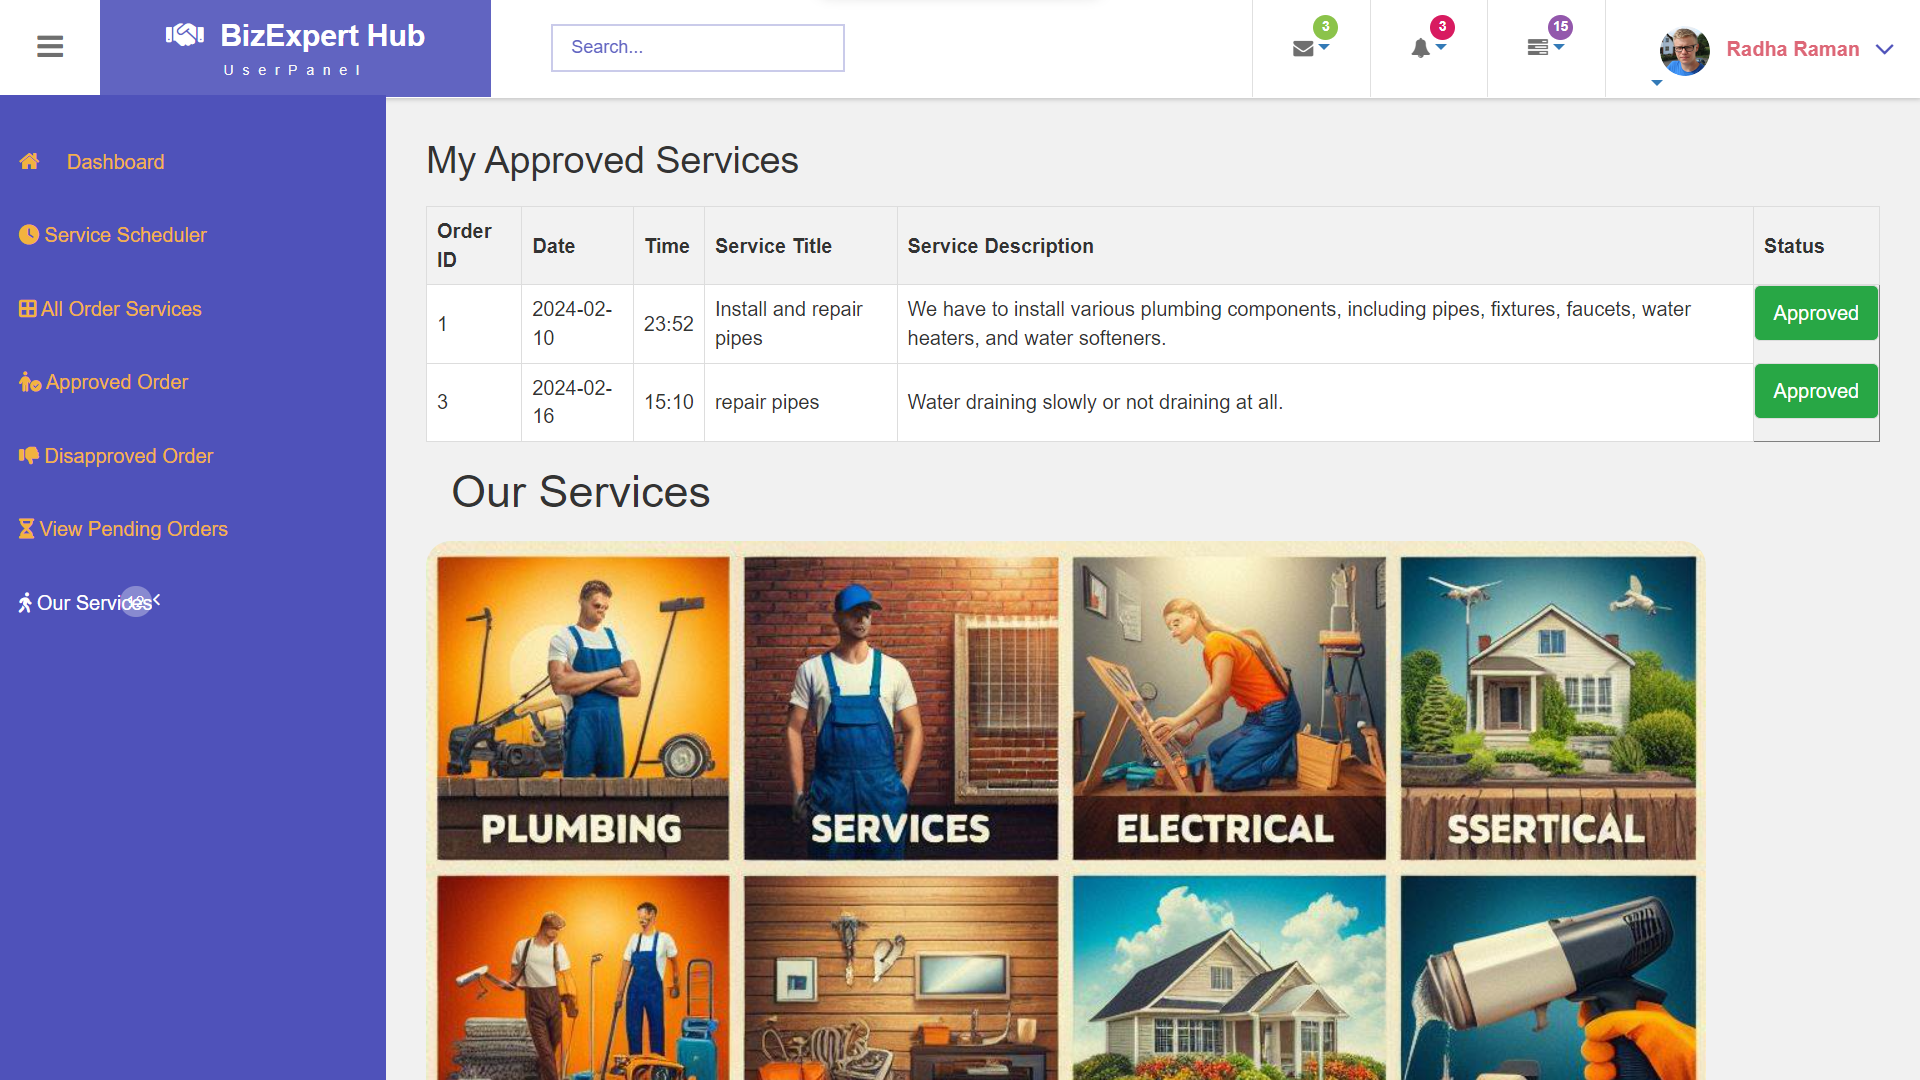 BizExpert Hub
UserPanel
Search...
3
3
15
Radha Raman
Dashboard
Service Scheduler
All Order Services
Approved Order
Disapproved Order
View Pending Orders
Our Services
My Approved Services
Order ID
Date
Time
Service Title
Service Description
Status
1
2024-02-
10
23:52
Install and repair
pipes
We have to install various plumbing components, including pipes, fixtures, faucets, water
heaters, and water softeners.
Approved
3
2024-02-
16
15:10
repair pipes
Water draining slowly or not draining at all.
Approved
Our Services
PLUMBING
SERVICES
ELECTRICAL
SSERTICAL